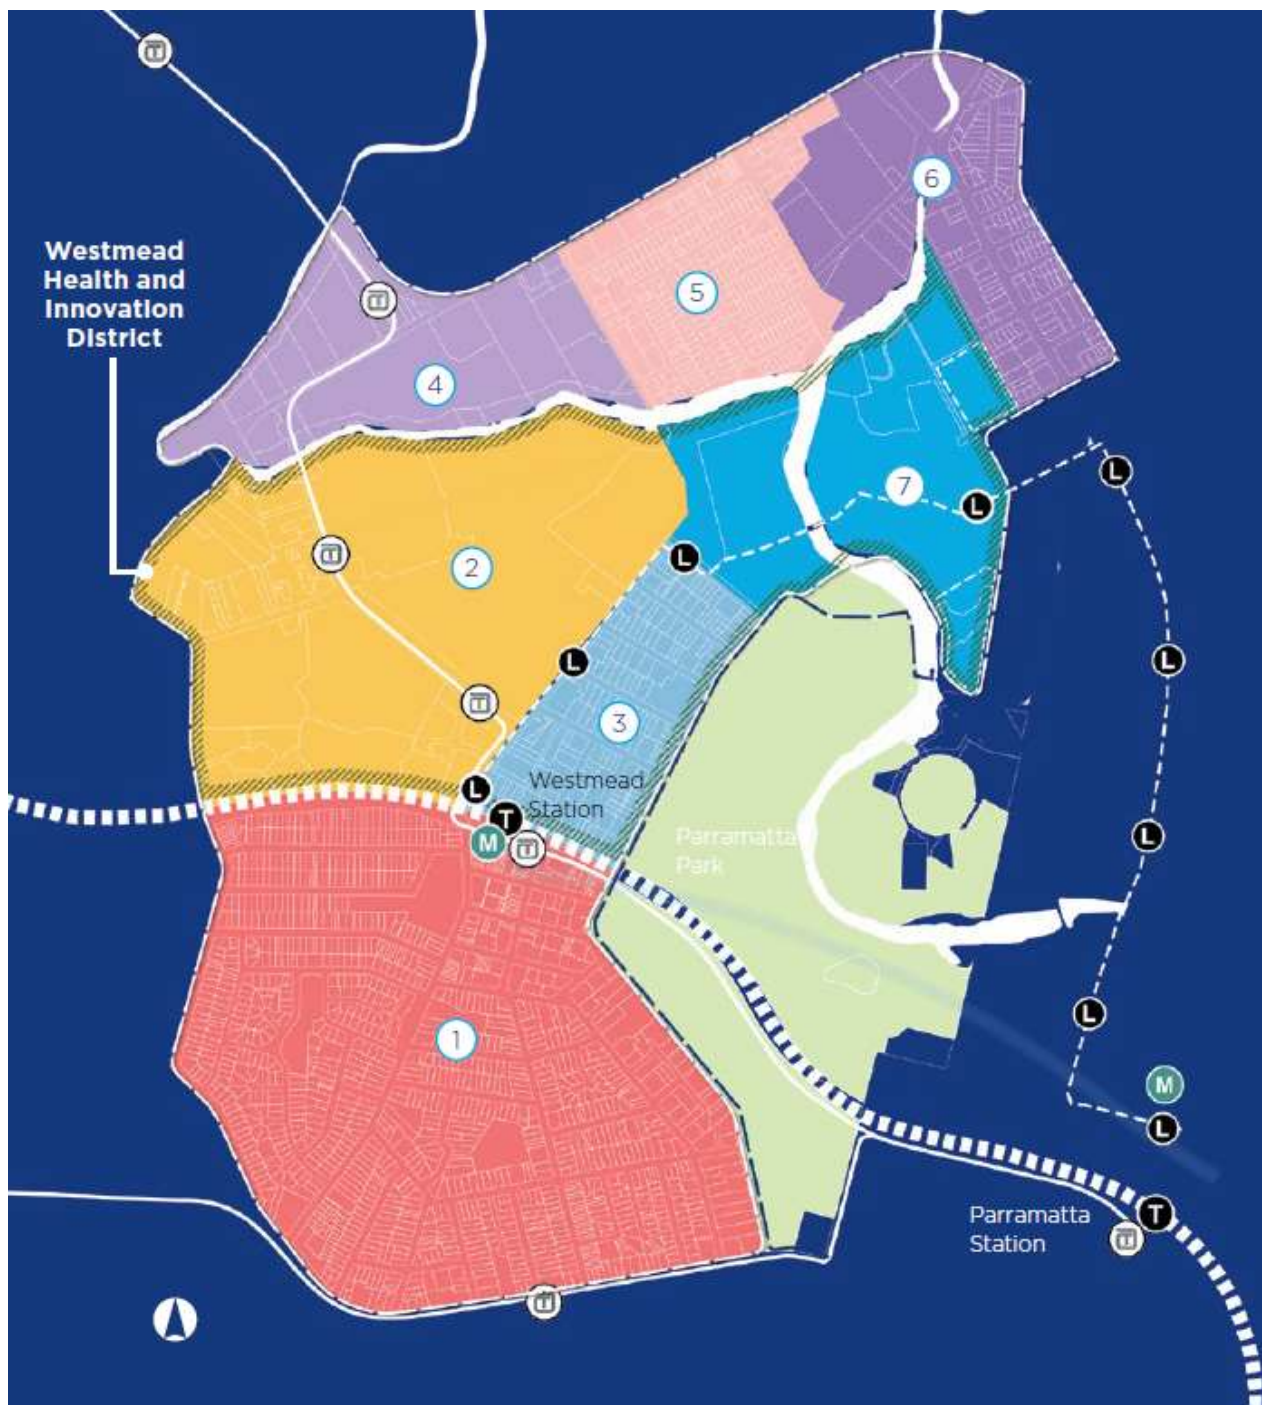 6
Westmead
Health and
Innovation
District
5
4
7
L
L
L
2
L
L
L
3
Westmead
Station
L
T
M
Parramatta
Park
L
1
L
M
L
Parramatta
Station
T